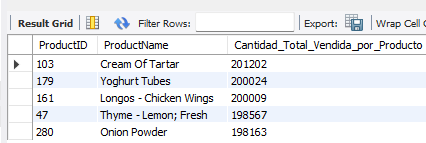 Result Grid Filter Rows: Export: Wrap Cell C
ProductID ProductName Cantidad_Total_Vendida_por_Producto
103 Cream Of Tartar 201202
179 Yoghurt Tubes 200024
161 Longos - Chicken Wings 200009
47 Thyme - Lemon; Fresh 198567
280 Onion Powder 198163